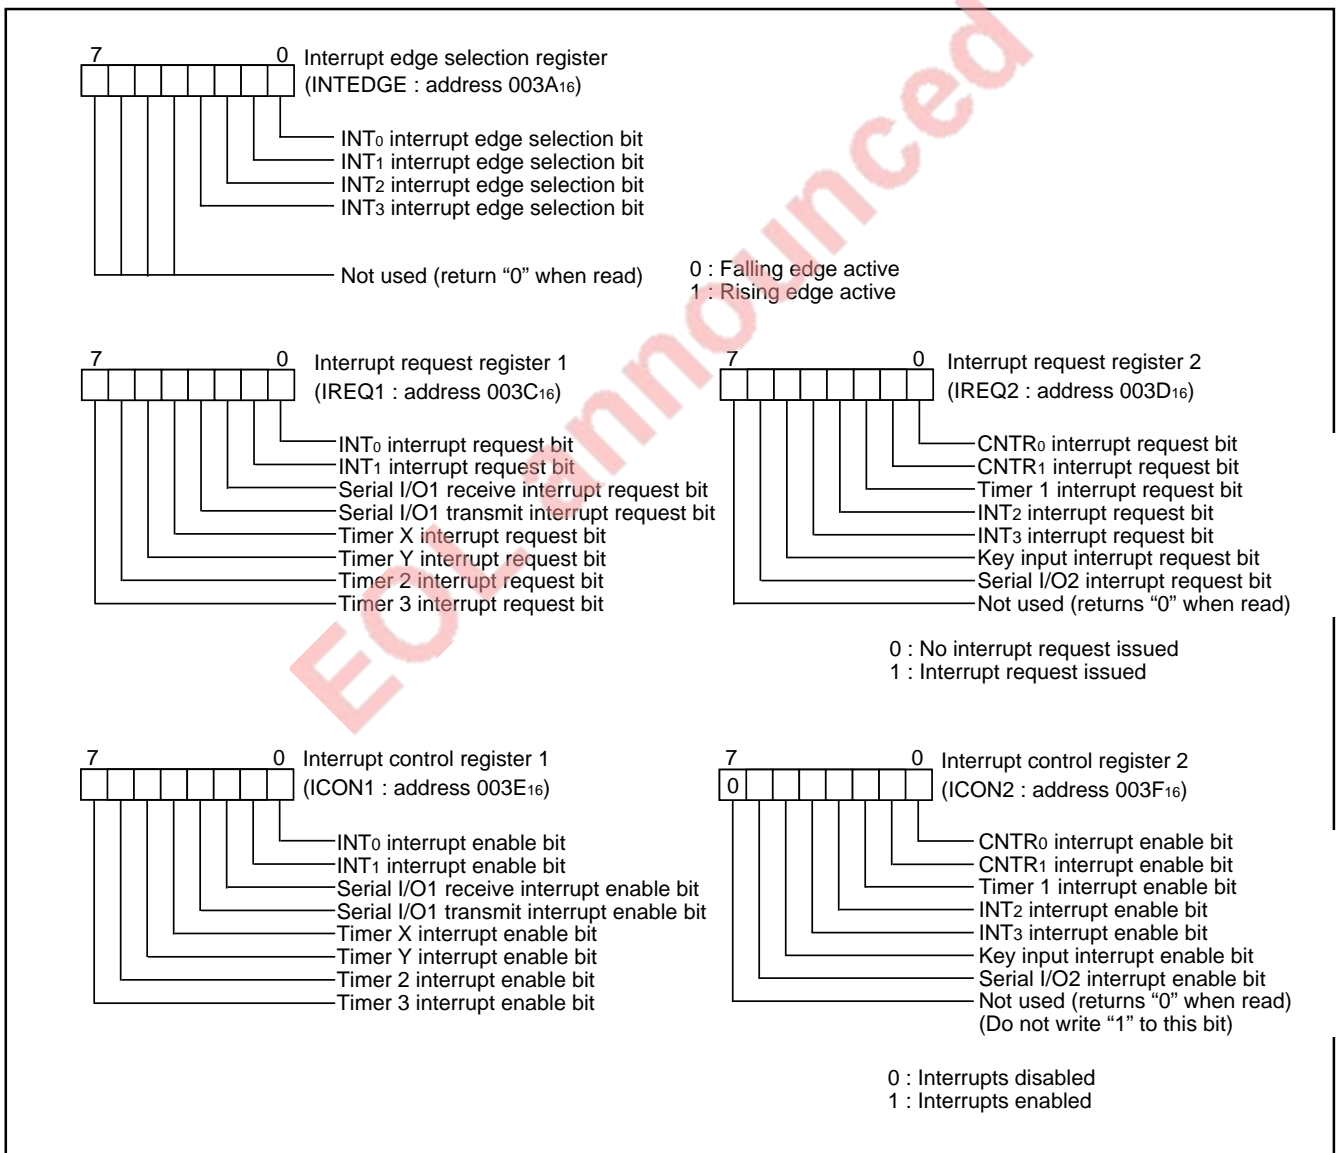 7 0 Interrupt edge selection register
(INTEDGE : address 003A16)
INT0 interrupt edge selection bit
INT1 interrupt edge selection bit
INT2 interrupt edge selection bit
INT3 interrupt edge selection bit
Not used (return “0” when read)
0 : Falling edge active
1 : Rising edge active
7 0 Interrupt request register 1
(IREQ1 : address 003C16)
INT0 interrupt request bit
INT1 interrupt request bit
Serial I/O1 receive interrupt request bit
Serial I/O1 transmit interrupt request bit
Timer X interrupt request bit
Timer Y interrupt request bit
Timer 2 interrupt request bit
Timer 3 interrupt request bit
7 0 Interrupt request register 2
(IREQ2 : address 003D16)
CNTR0 interrupt request bit
CNTR1 interrupt request bit
Timer 1 interrupt request bit
INT2 interrupt request bit
INT3 interrupt request bit
Key input interrupt request bit
Serial I/O2 interrupt request bit
Not used (returns “0” when read)
0 : No interrupt request issued
1 : Interrupt request issued
7 0 Interrupt control register 1
(ICON1 : address 003E16)
INT0 interrupt enable bit
INT1 interrupt enable bit
Serial I/O1 receive interrupt enable bit
Serial I/O1 transmit interrupt enable bit
Timer X interrupt enable bit
Timer Y interrupt enable bit
Timer 2 interrupt enable bit
Timer 3 interrupt enable bit
7 0 Interrupt control register 2
0 (ICON2 : address 003F16)
CNTR0 interrupt enable bit
CNTR1 interrupt enable bit
Timer 1 interrupt enable bit
INT2 interrupt enable bit
INT3 interrupt enable bit
Key input interrupt enable bit
Serial I/O2 interrupt enable bit
Not used (returns “0” when read)
(Do not write “1” to this bit)
0 : Interrupts disabled
1 : Interrupts enabled
EOL announced